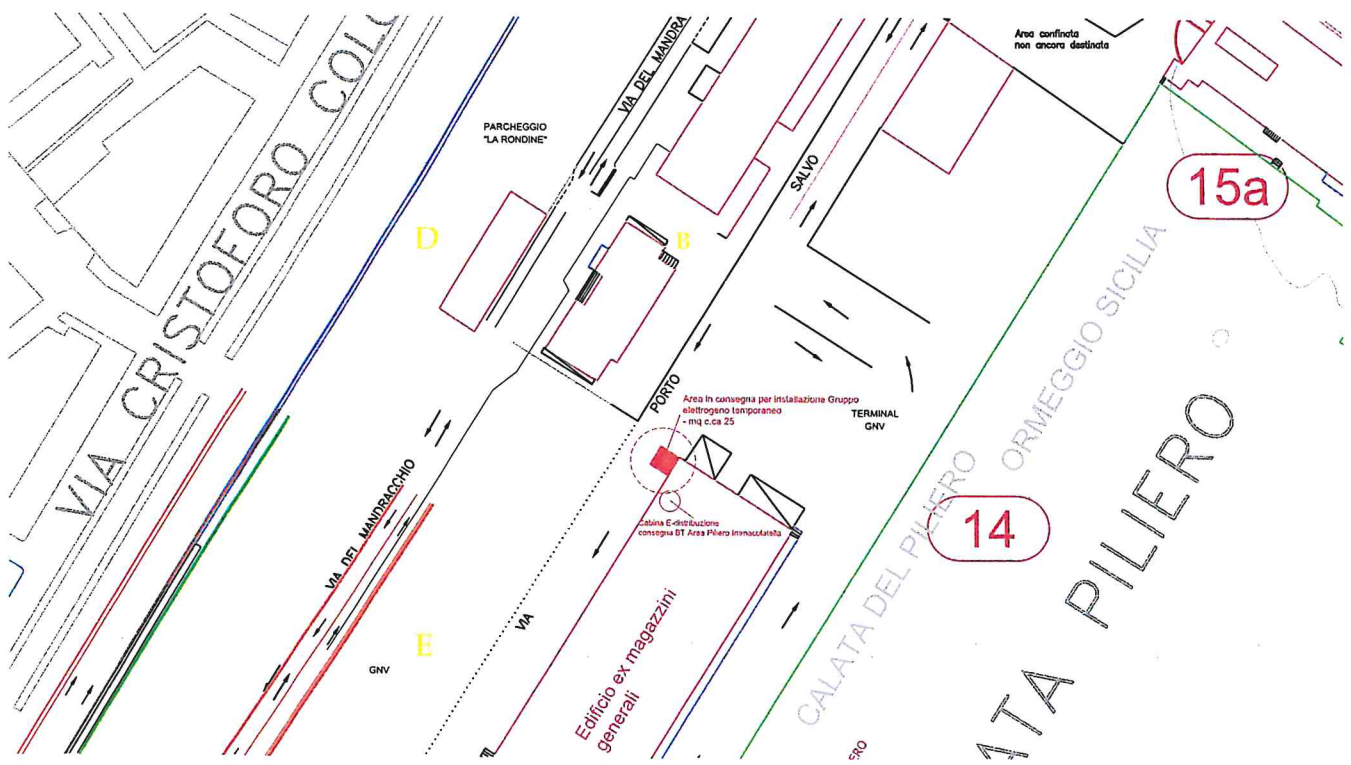 VIA CRISTOFORO COLO
PARCHEGGIO
"LA RONDINE"
VIA DEL MANDRA
Area confinata
non ancora destinata
15a
SALVO
D
B
ORMEGGIO SICILIA
PORTO
Area in consegna per installazione Gruppo
elettrogeno temporaneo
- mq c.ca 25
TERMINAL
GNV
VIA DEL MANDRACCHIO
Cabina E-distribuzione
consegna BT Area Piliero Immacolatella
14
CALATA DEL PILIERO
ATA PILIERO
VIA
E
GNV
Edificio ex magazzini
generali
ERO